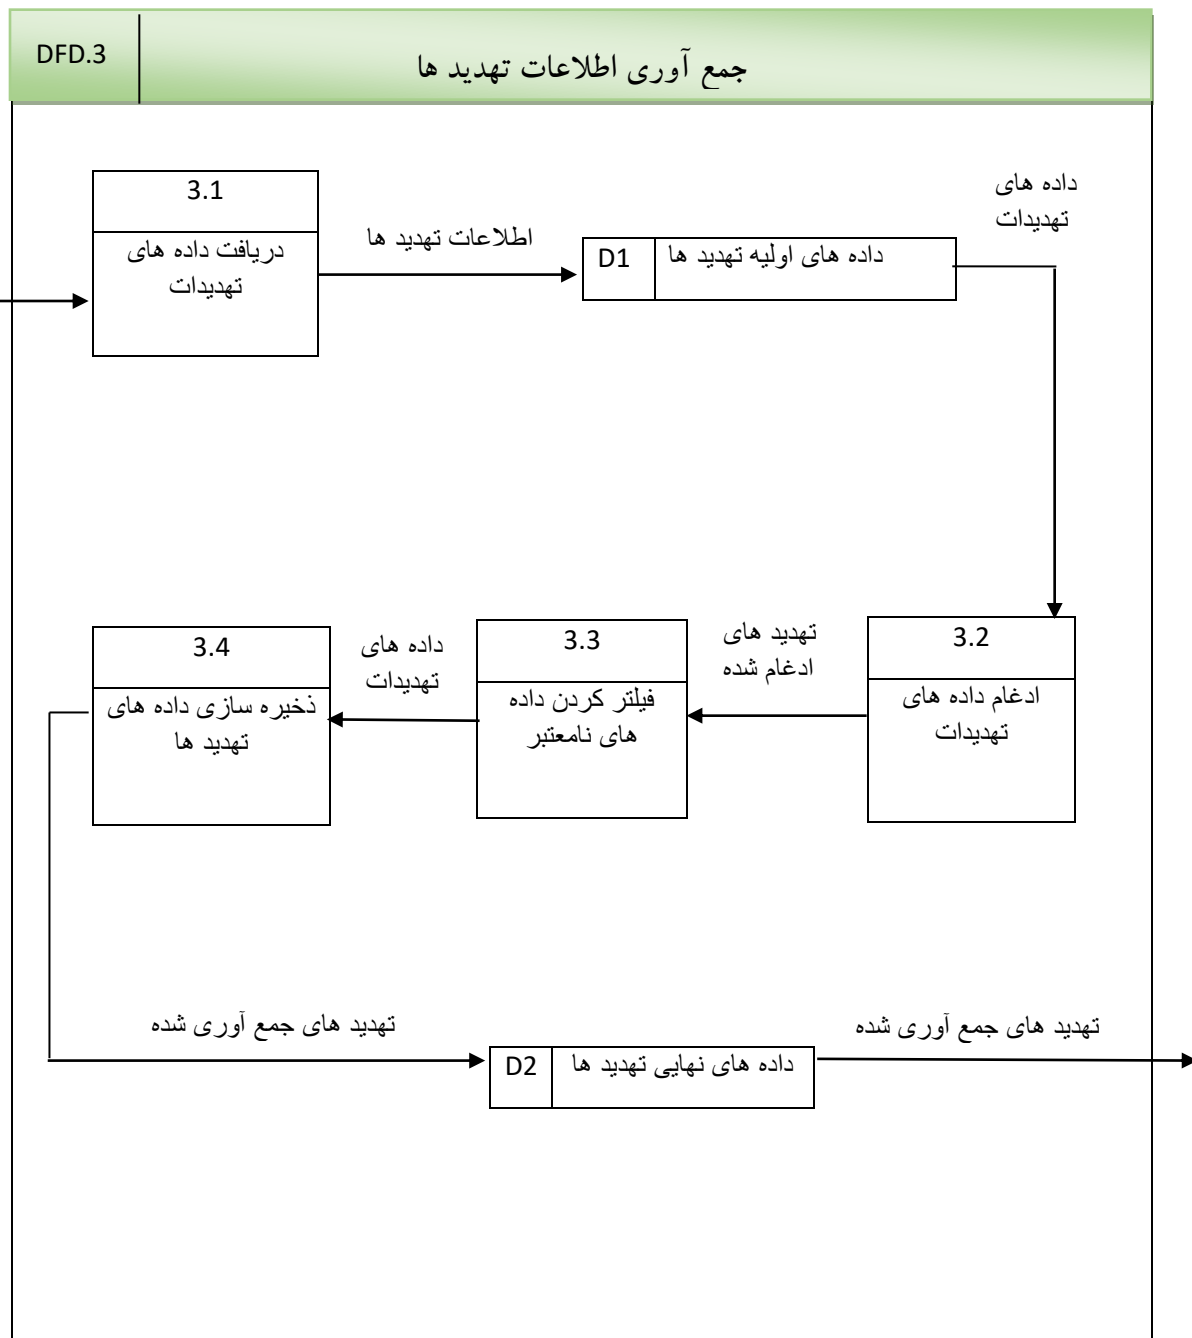 DFD.3
جمع آوری اطلاعات تهدید ها
3.1
دریافت داده های
تهدیدات
اطلاعات تهدید ها
D1
داده های اولیه تهدید ها
داده های
تهدیدات
3.2
ادغام داده های
تهدیدات
تهدید های
ادغام شده
3.3
فیلتر کردن داده
های نامعتبر
داده های
تهدیدات
3.4
ذخیره سازی داده های
تهدید ها
تهدید های جمع آوری شده
D2
داده های نهایی تهدید ها
تهدید های جمع آوری شده